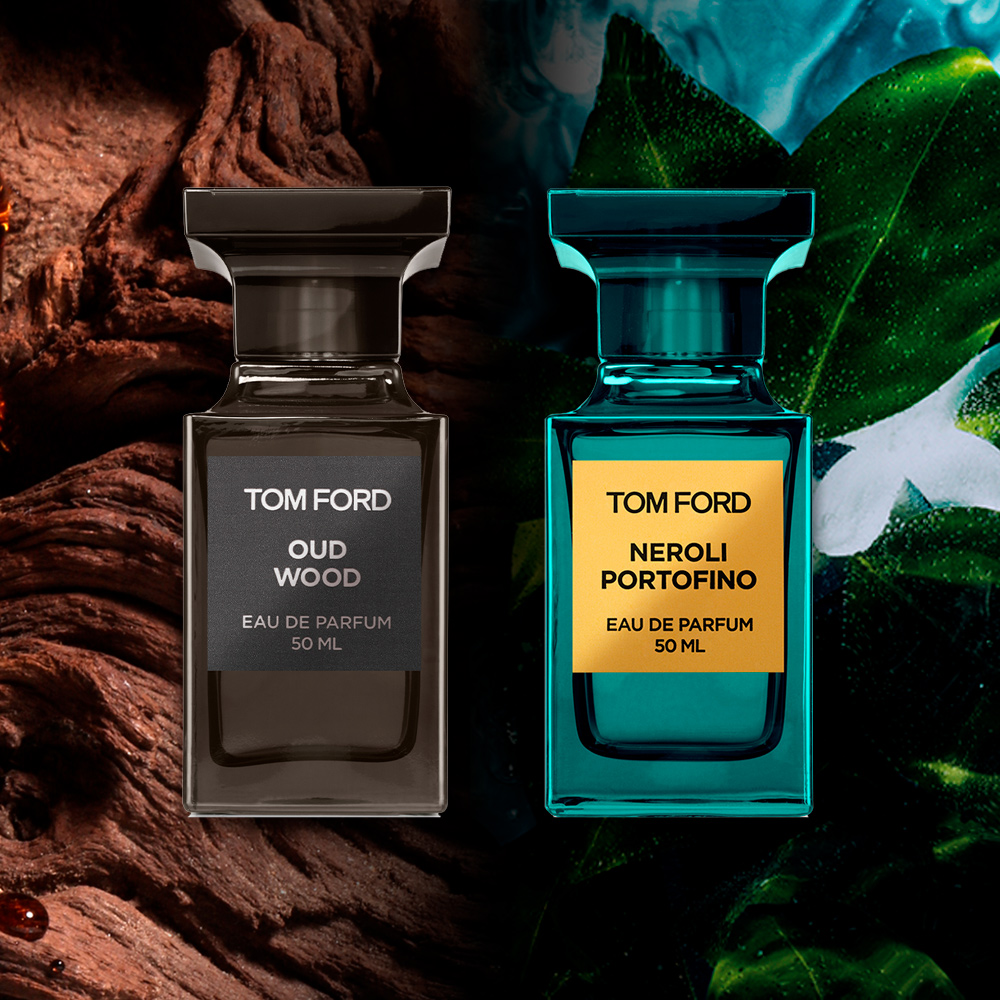 TOM FORD
OUD
WOOD
EAU DE PARFUM
50 ML
TOM FORD
NEROLI
PORTOFINO
EAU DE PARFUM
50 ML